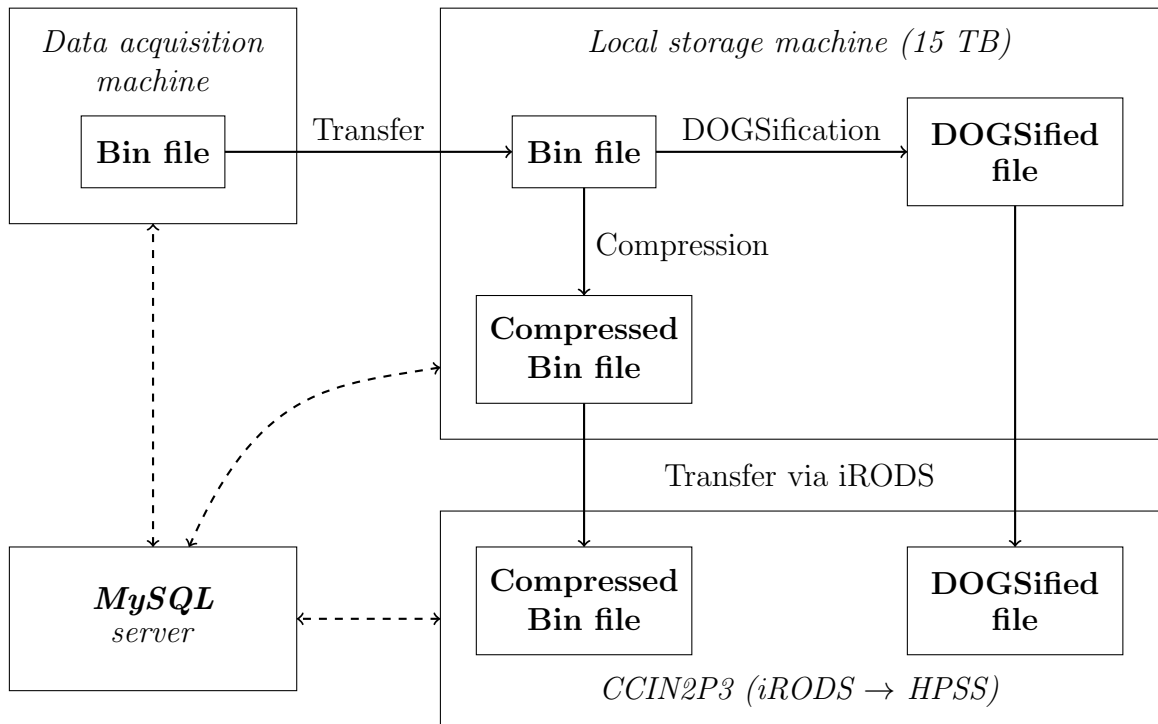 Data acquisition
machine
Bin file
Transfer
Local storage machine (15 TB)
Bin file
DOGSification
DOGSified
file
Compression
Compressed
Bin file
Transfer via iRODS
MySQL
server
Compressed
Bin file
DOGSified
file
CCIN2P3 (iRODS → HPSS)